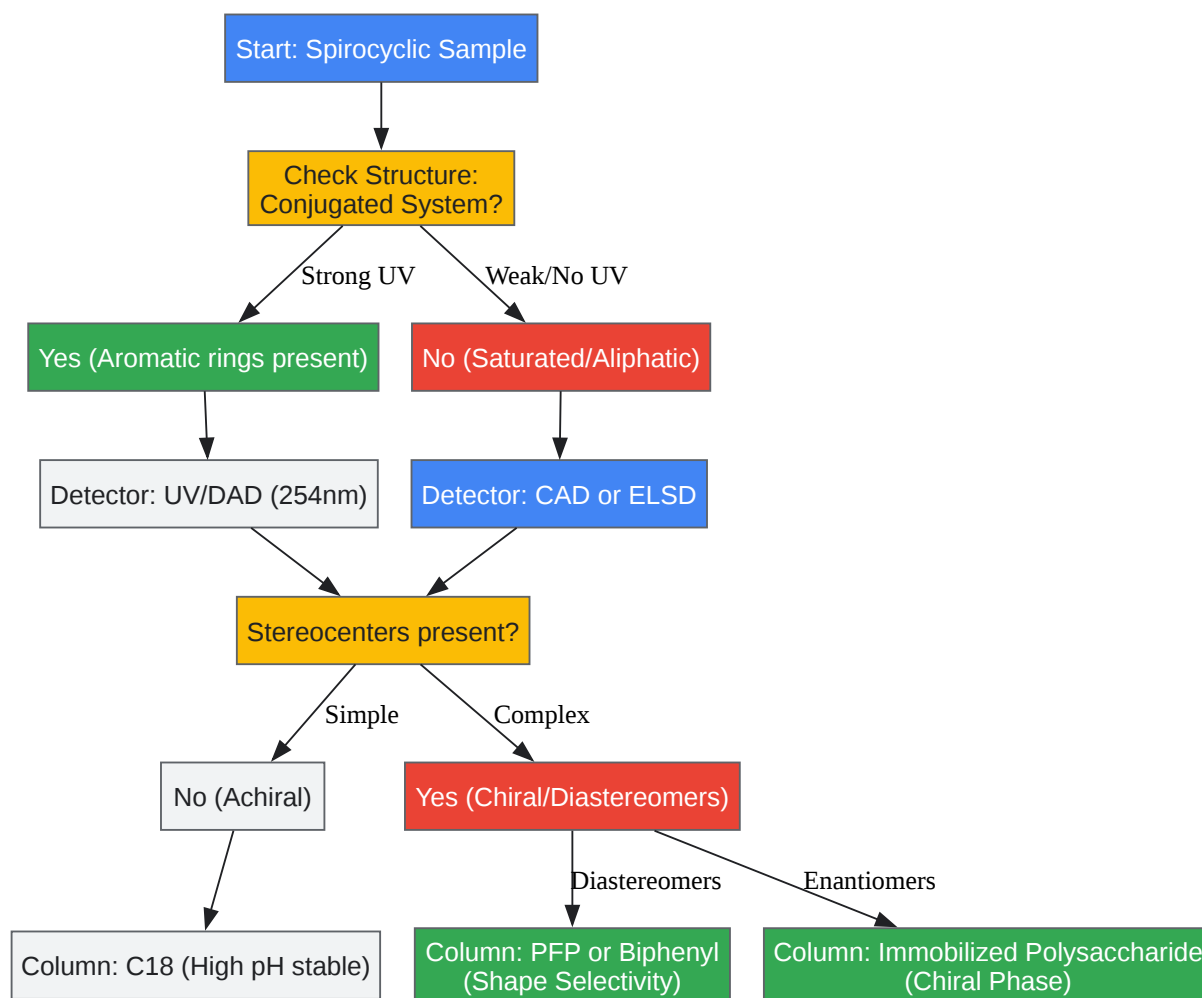 Start: Spirocyclic Sample
Check Structure:
Conjugated System?
Strong UV
Weak/No UV
Yes (Aromatic rings present)
No (Saturated/Aliphatic)
Detector: UV/DAD (254nm)
Detector: CAD or ELSD
Stereocenters present?
Simple
Complex
No (Achiral)
Yes (Chiral/Diastereomers)
Diastereomers
Enantiomers
Column: C18 (High pH stable)
Column: PFP or Biphenyl
(Shape Selectivity)
Column: Immobilized Polysaccharide
(Chiral Phase)